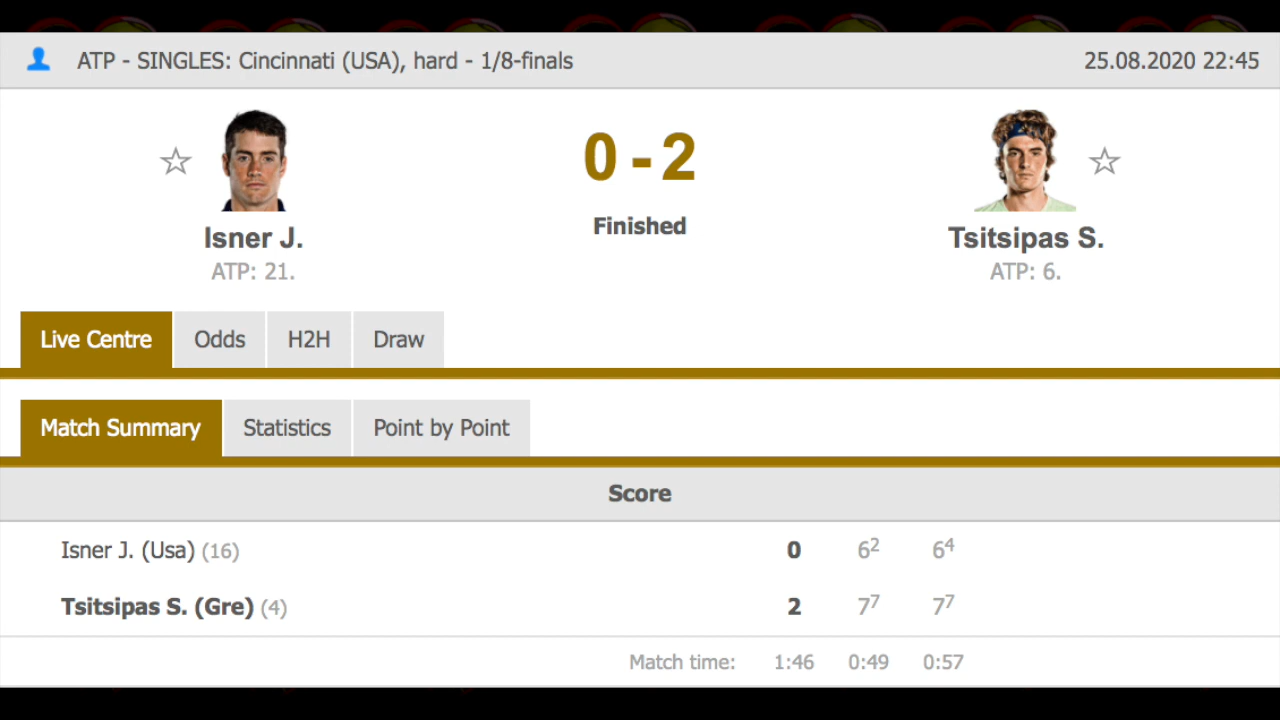 ATP - SINGLES: Cincinnati (USA), hard - 1/8-finals 25.08.2020 22:45
0 - 2
Finished
Isner J. Tsitsipas S.
ATP: 21. ATP: 6.
Live Centre Odds H2H Draw
Match Summary Statistics Point by Point
Score
Isner J. (Usa) (16) 0 6² 6⁴
Tsitsipas S. (Gre) (4) 2 7⁷ 7⁷
Match time: 1:46 0:49 0:57